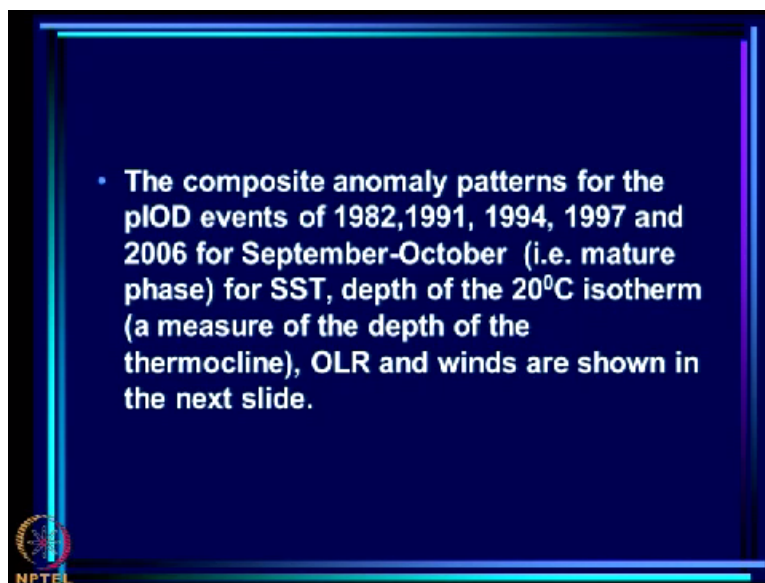 • The composite anomaly patterns for the
pIOD events of 1982,1991, 1994, 1997 and
2006 for September-October (i.e. mature
phase) for SST, depth of the 20⁰C isotherm
(a measure of the depth of the
thermocline), OLR and winds are shown in
the next slide.
NPTEL